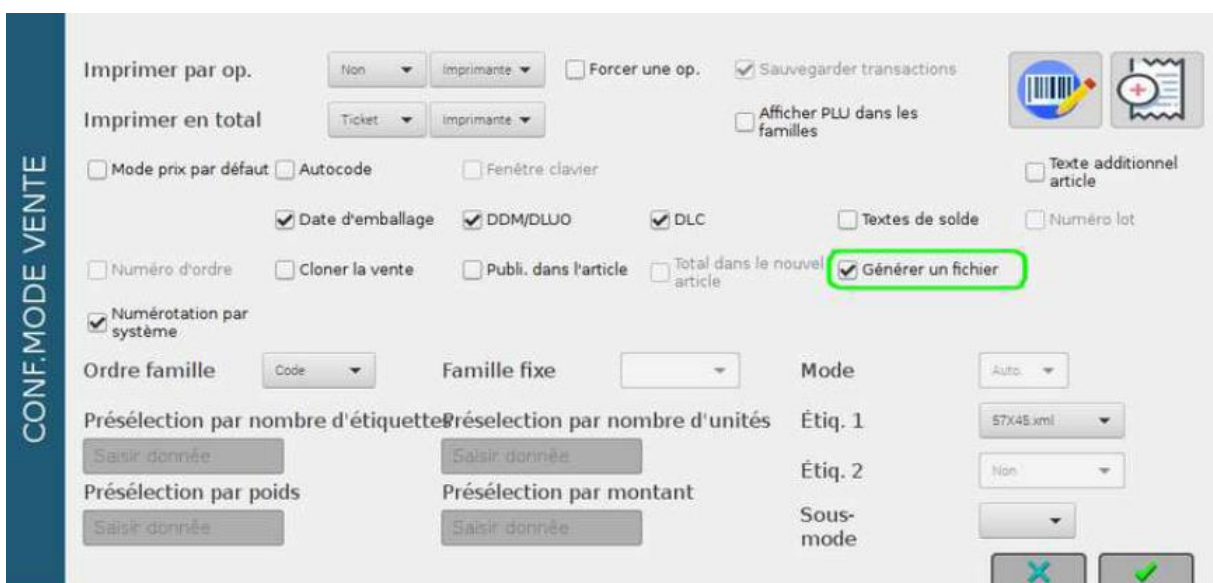 CONF.MODE VENTE
Imprimer par op. Non Imprimante Forcer une op. Sauvegarder transactions
Imprimer en total Ticket Imprimante Afficher PLU dans les
familles
Mode prix par défaut Autocode Fenêtre clavier Texte additionnel
article
Date d'emballage DDM/DLUO DLC Textes de solde Numéro lot
Numéro d'ordre Cloner la vente Publi. dans l'article Total dans le nouvel
article Générer un fichier
Numérotation par
système
Ordre famille Code Famille fixe Mode Auto.
Présélection par nombre d'étiquettes Préselection par nombre d'unités Étiq. 1 57X45.xml
Saisir donnée Saisir donnée Étiq. 2 Non
Présélection par poids Présélection par montant
Saisir donnée Saisir donnée Sous-
mode